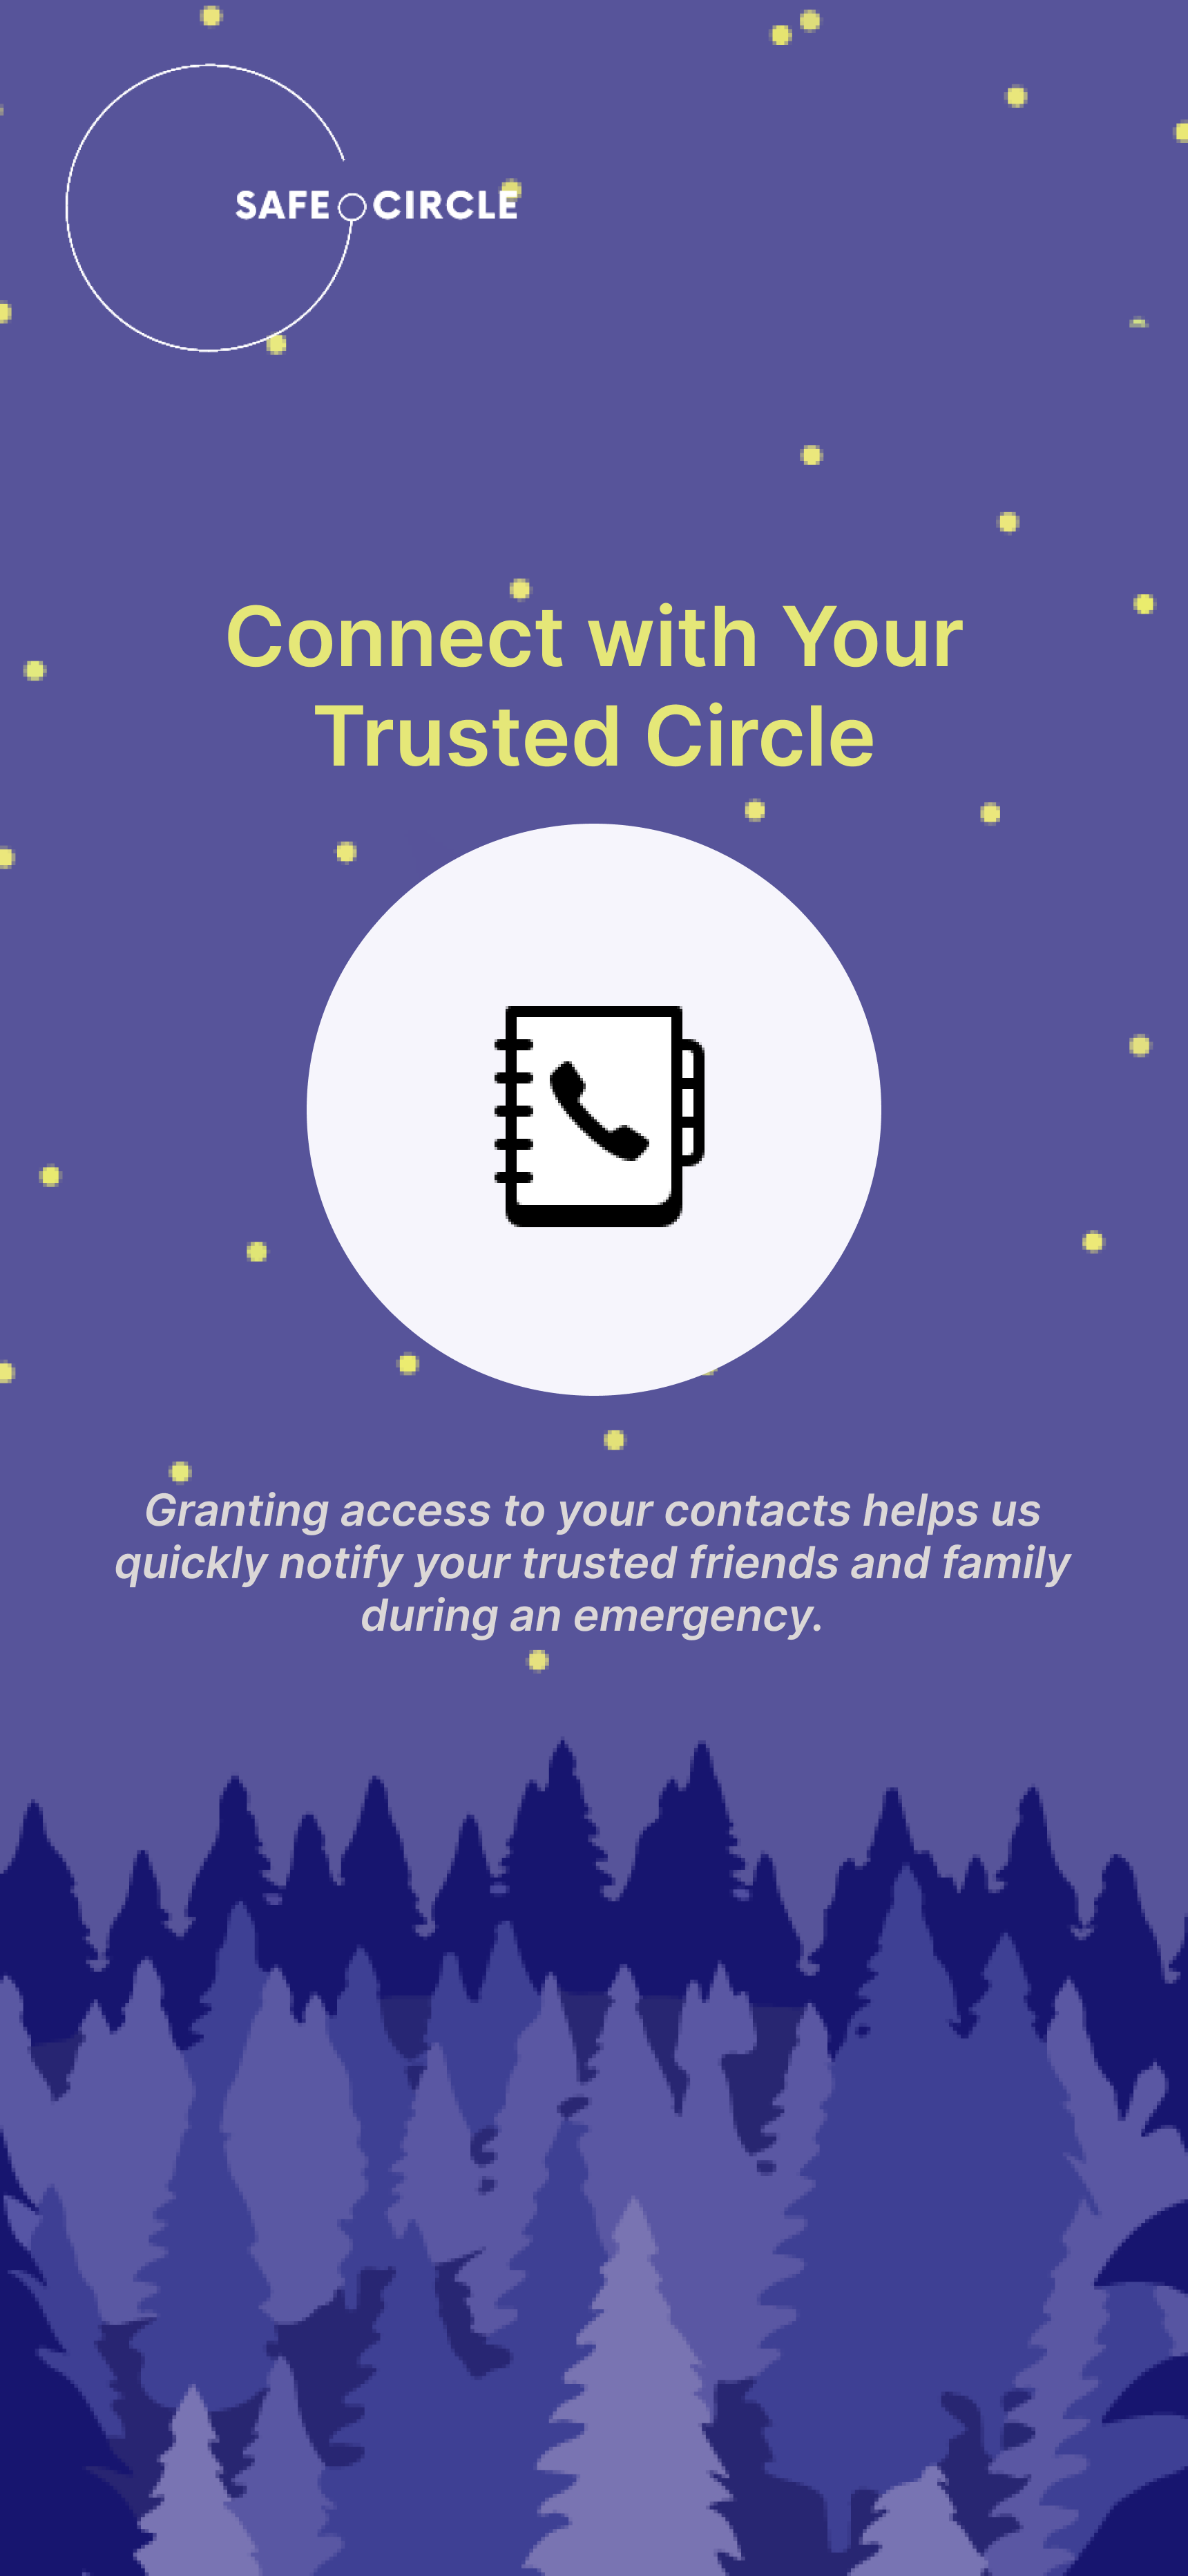 SAFE CIRCLE
Connect with Your
Trusted Circle
Granting access to your contacts helps us
quickly notify your trusted friends and family
during an emergency.